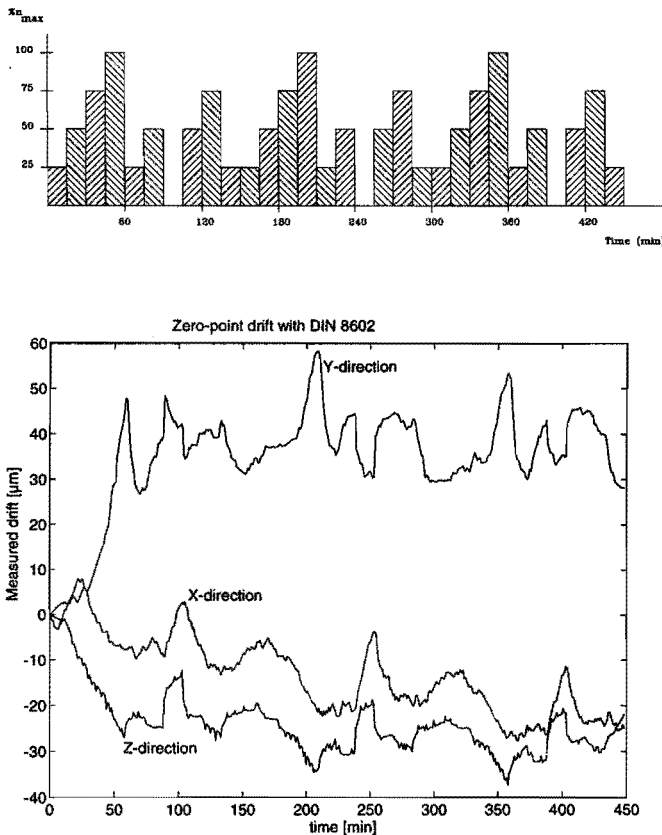 %n max
100
75
50
25
60 120 180 240 300 360 420
Time (min)
Zero-point drift with DIN 8602
60
50
40
30
20
10
0
-10
-20
-30
-40
Measured drift [µm]
Y-direction
X-direction
Z-direction
0 50 100 150 200 250 300 350 400 450
time [min]